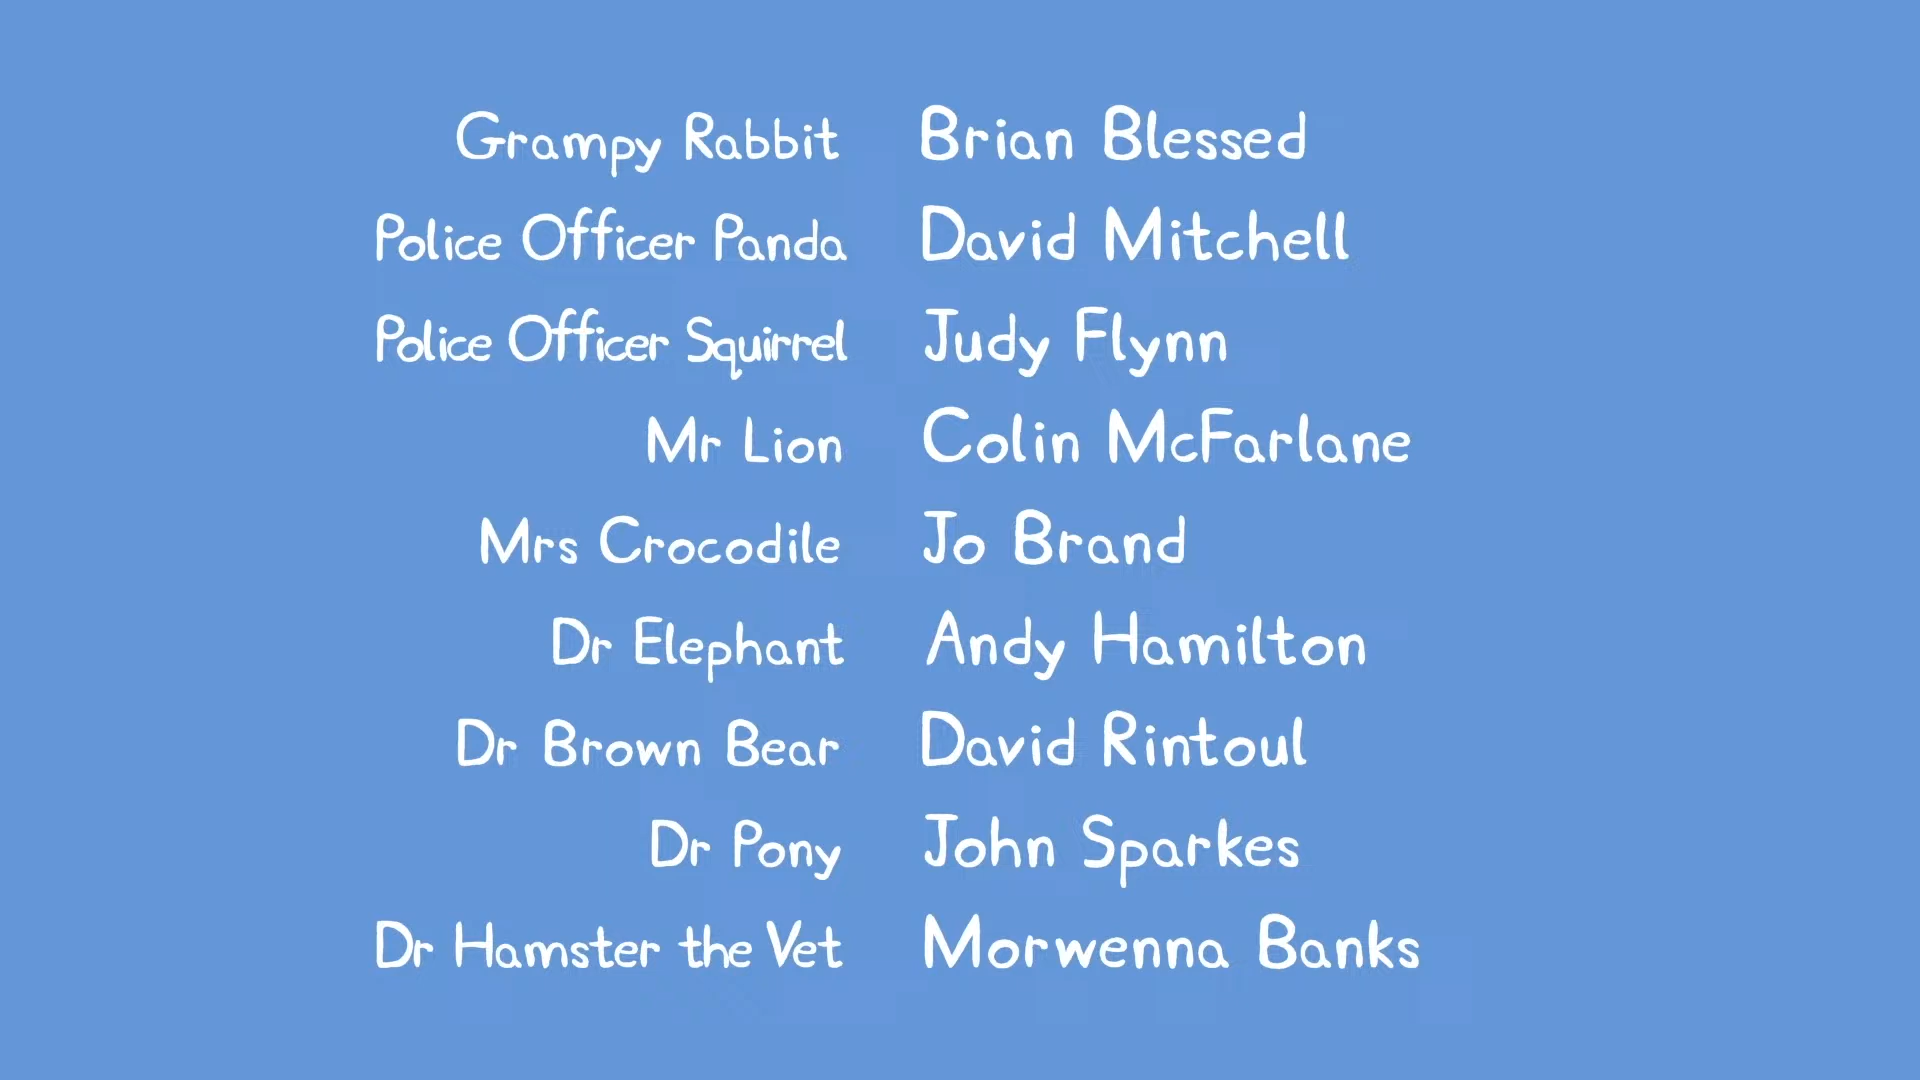 Grampy Rabbit Brian Blessed
Police Officer Panda David Mitchell
Police Officer Squirrel Judy Flynn
Mr Lion Colin McFarlane
Mrs Crocodile Jo Brand
Dr Elephant Andy Hamilton
Dr Brown Bear David Rintoul
Dr Pony John Sparkes
Dr Hamster the Vet Morwenna Banks